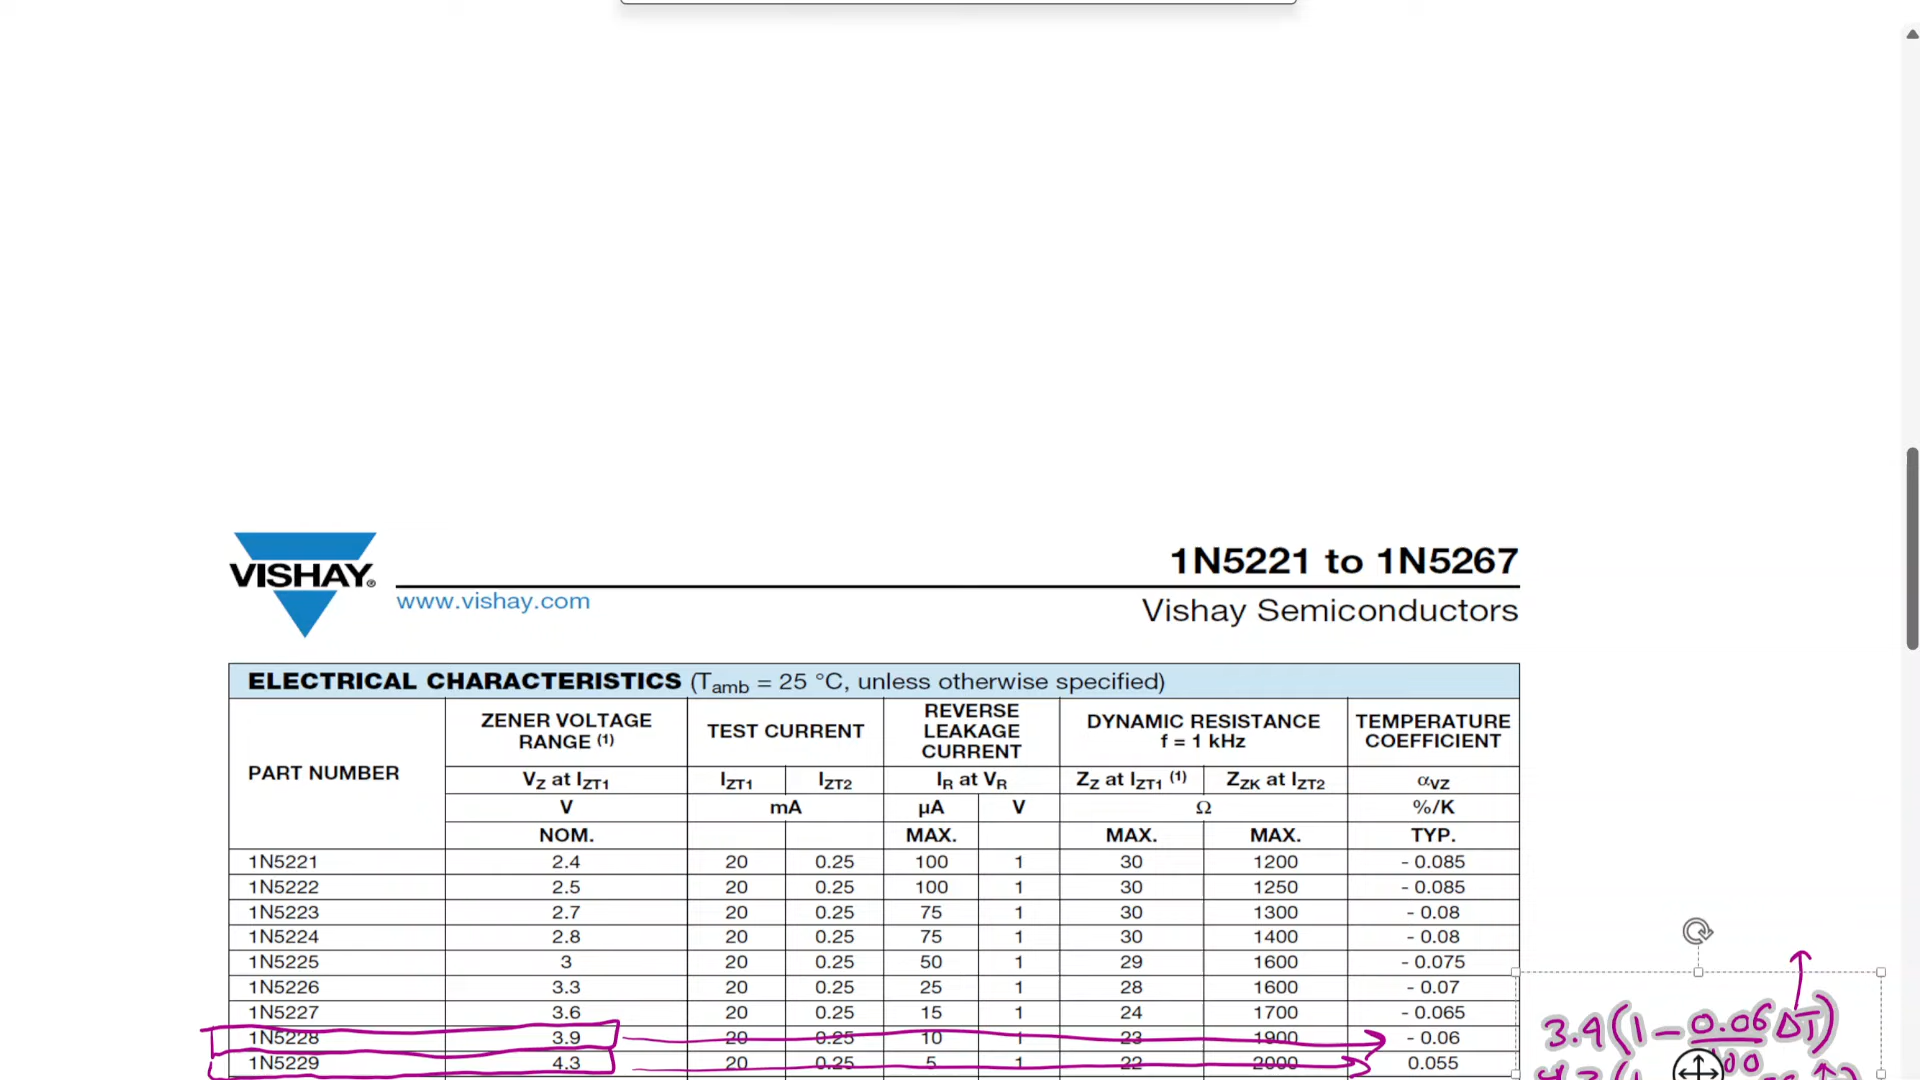 VISHAY®
www.vishay.com
1N5221 to 1N5267
Vishay Semiconductors
ELECTRICAL CHARACTERISTICS (Tamb = 25 °C, unless otherwise specified)
PART NUMBER ZENER VOLTAGE RANGE (1) TEST CURRENT REVERSE LEAKAGE CURRENT DYNAMIC RESISTANCE f = 1 kHz TEMPERATURE COEFFICIENT
VZ at IZT1 IZT1 IZT2 IR at VR ZZ at IZT1 (1) ZZK at IZT2 αVZ
V mA μA V Ω %/K
NOM. MAX. MAX. MAX. TYP.
1N5221 2.4 20 0.25 100 1 30 1200 - 0.085
1N5222 2.5 20 0.25 100 1 30 1250 - 0.085
1N5223 2.7 20 0.25 75 1 30 1300 - 0.08
1N5224 2.8 20 0.25 75 1 30 1400 - 0.08
1N5225 3 20 0.25 50 1 29 1600 - 0.075
1N5226 3.3 20 0.25 25 1 28 1600 - 0.07
1N5227 3.6 20 0.25 15 1 24 1700 - 0.065
1N5228 3.9 20 0.25 10 1 23 1900 - 0.06
1N5229 4.3 20 0.25 5 1 22 2000 0.055
3.9(1 - 0.06 ΔT)
100